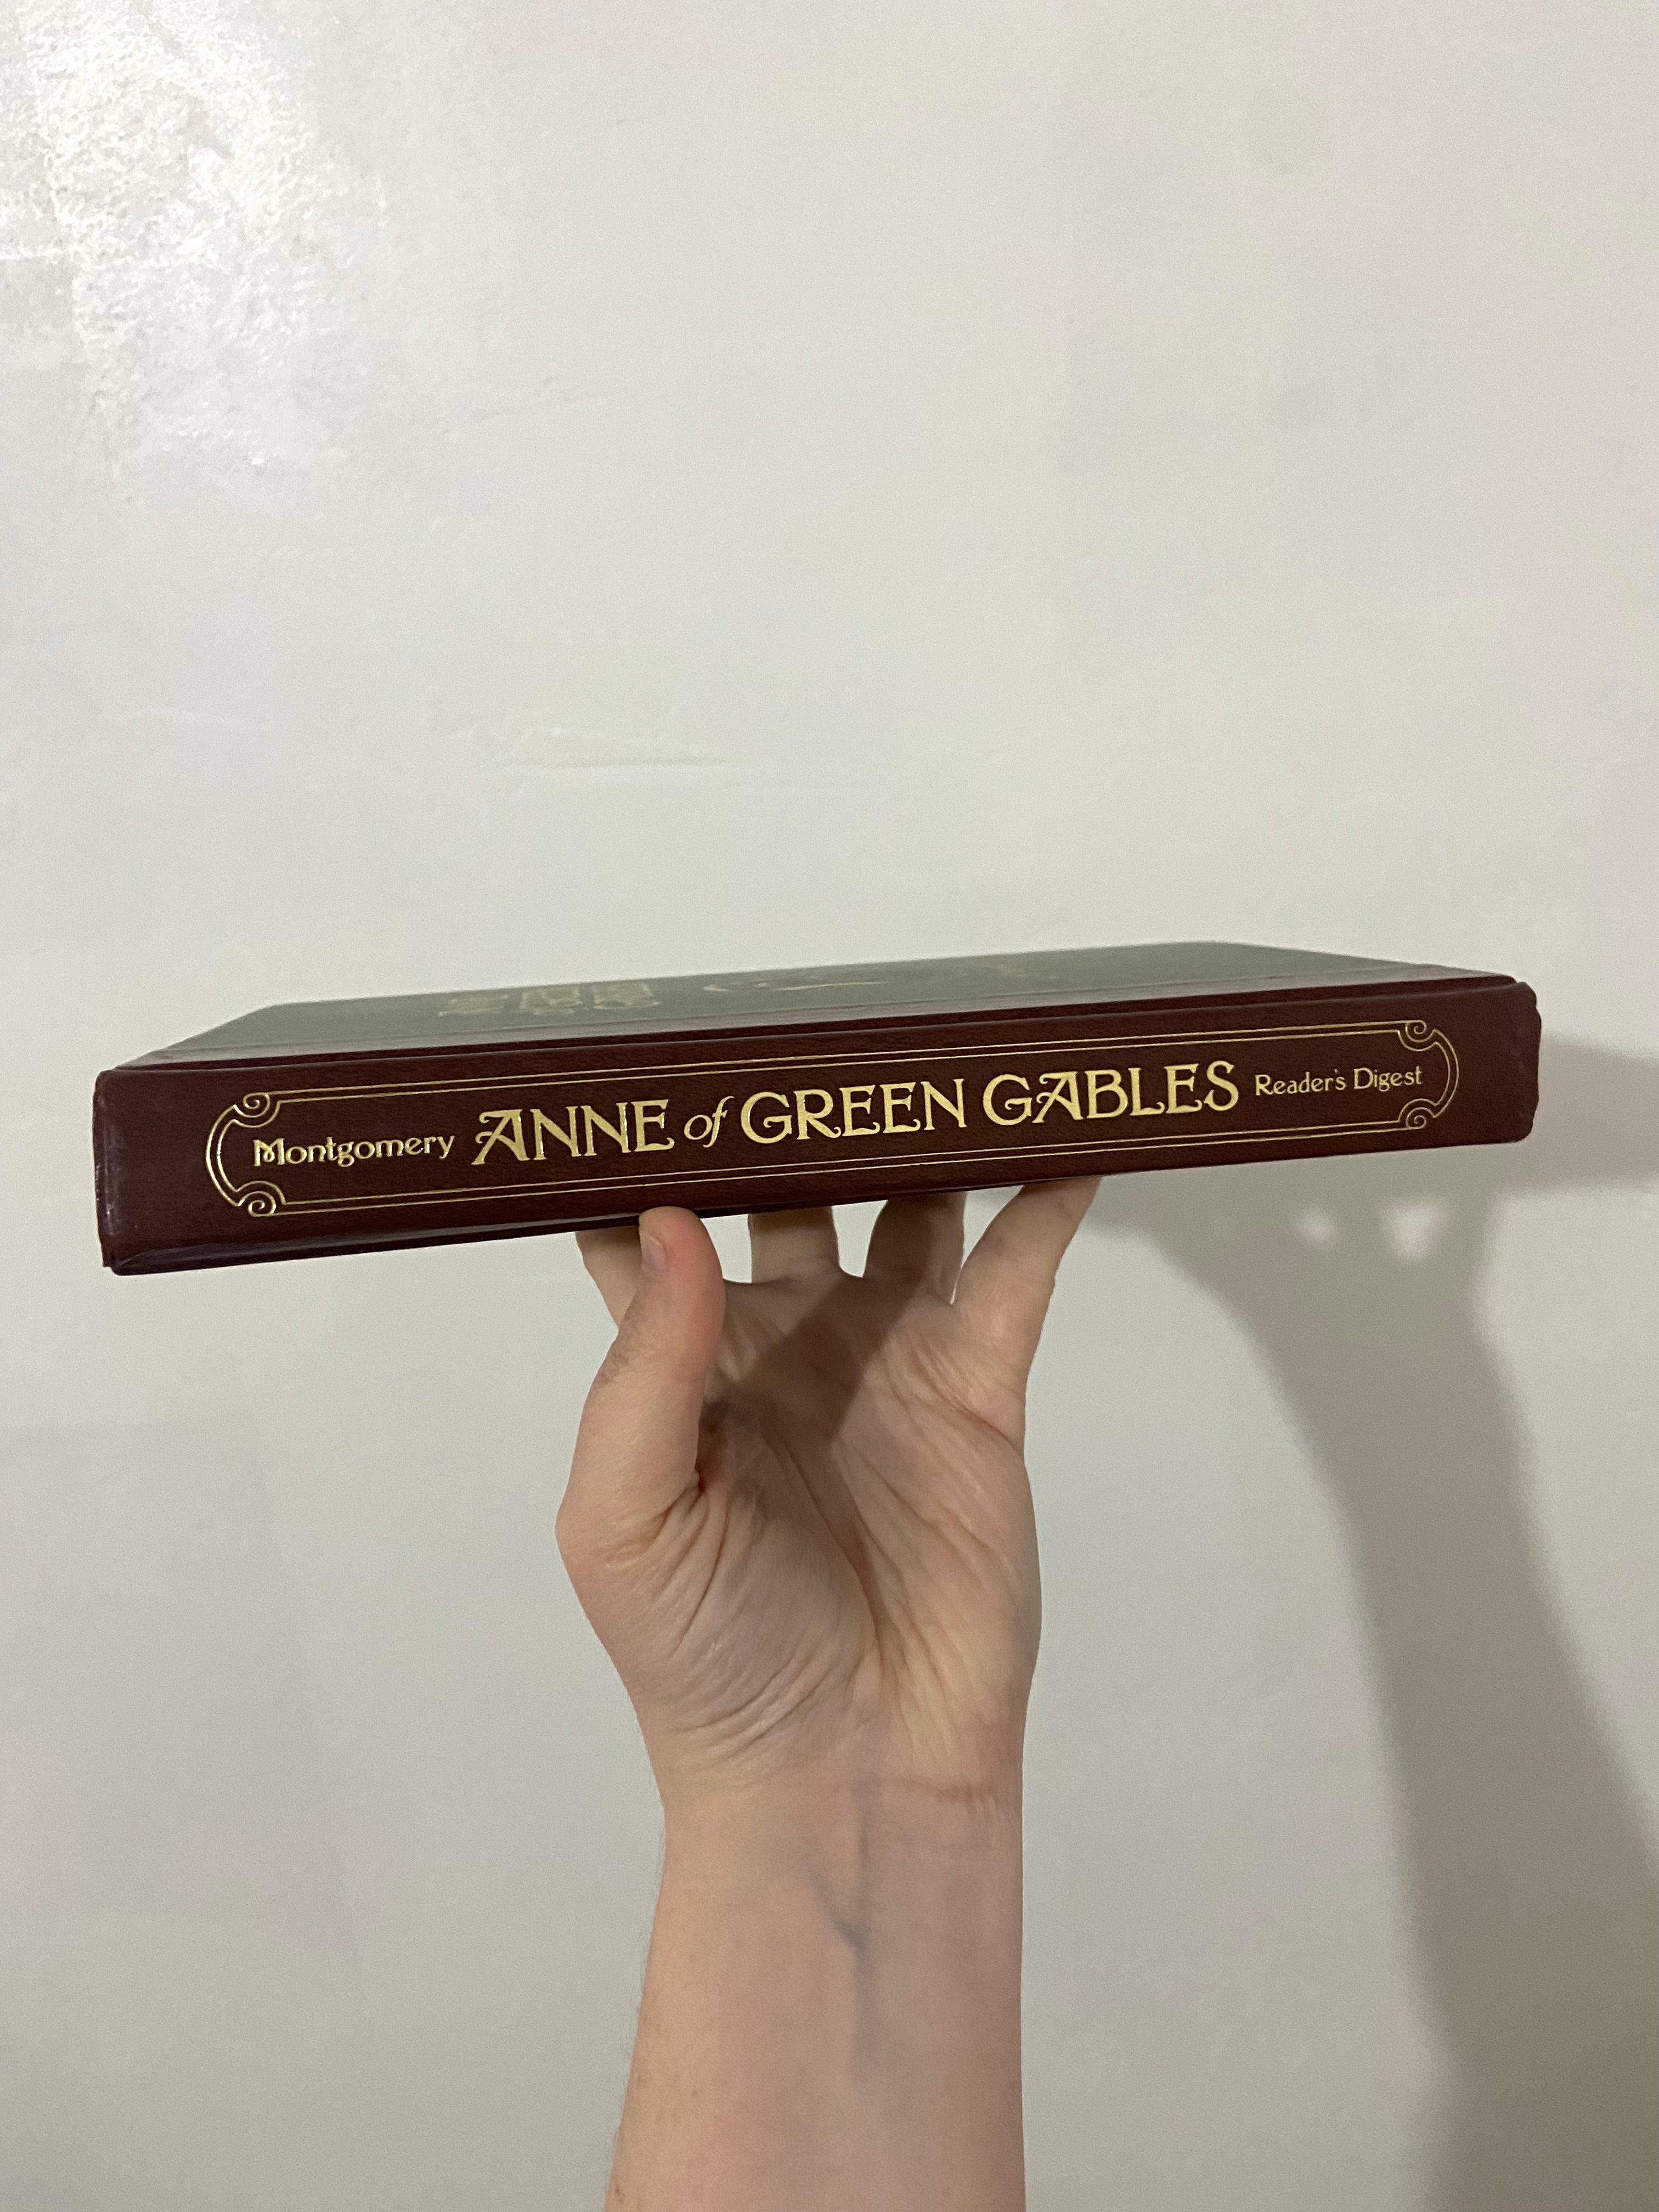 Montgomery ANNE of GREEN GABLES Reader's Digest